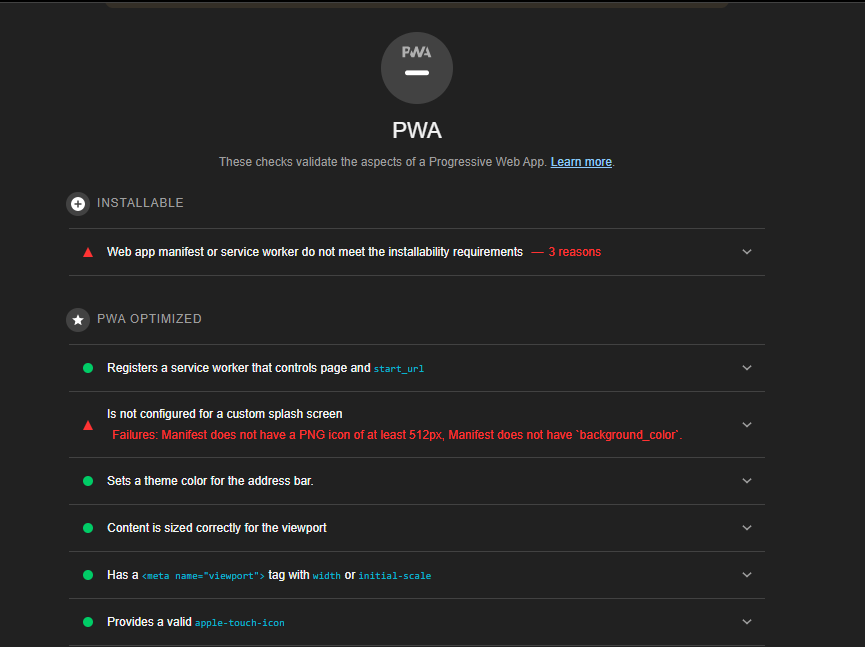 PWA
PWA
These checks validate the aspects of a Progressive Web App. Learn more.
INSTALLABLE
Web app manifest or service worker do not meet the installability requirements — 3 reasons
PWA OPTIMIZED
Registers a service worker that controls page and start_url
Is not configured for a custom splash screen
Failures: Manifest does not have a PNG icon of at least 512px, Manifest does not have `background_color`.
Sets a theme color for the address bar.
Content is sized correctly for the viewport
Has a <meta name="viewport"> tag with width or initial-scale
Provides a valid apple-touch-icon